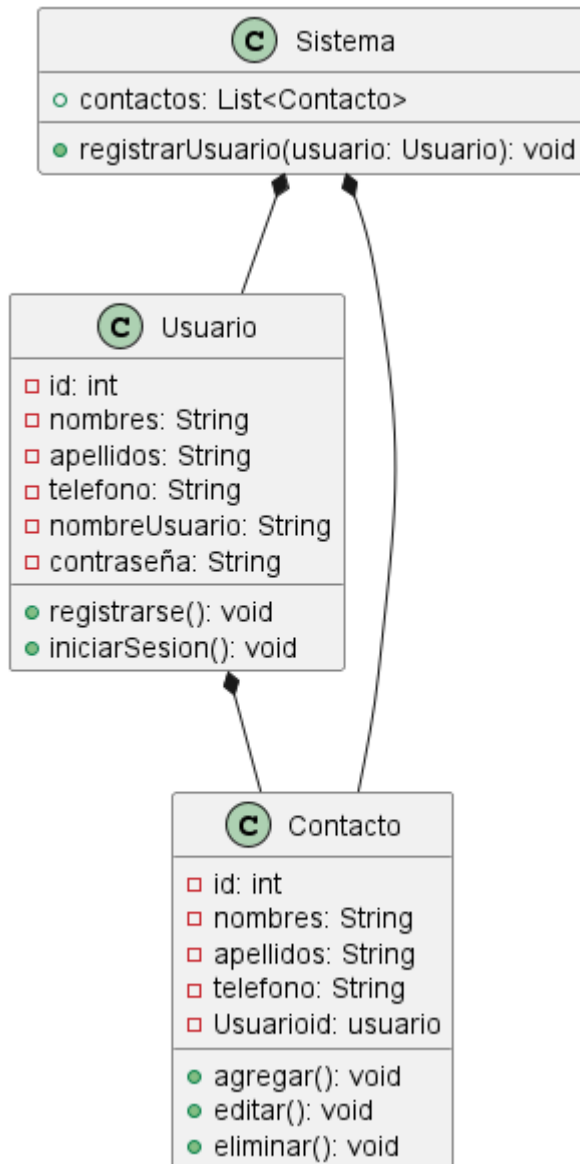 C Sistema
contactos: List<Contacto>
registrarUsuario(usuario: Usuario): void
C Usuario
id: int
nombres: String
apellidos: String
telefono: String
nombreUsuario: String
contraseña: String
registrarse(): void
iniciarSesion(): void
C Contacto
id: int
nombres: String
apellidos: String
telefono: String
Usuarioid: usuario
agregar(): void
editar(): void
eliminar(): void